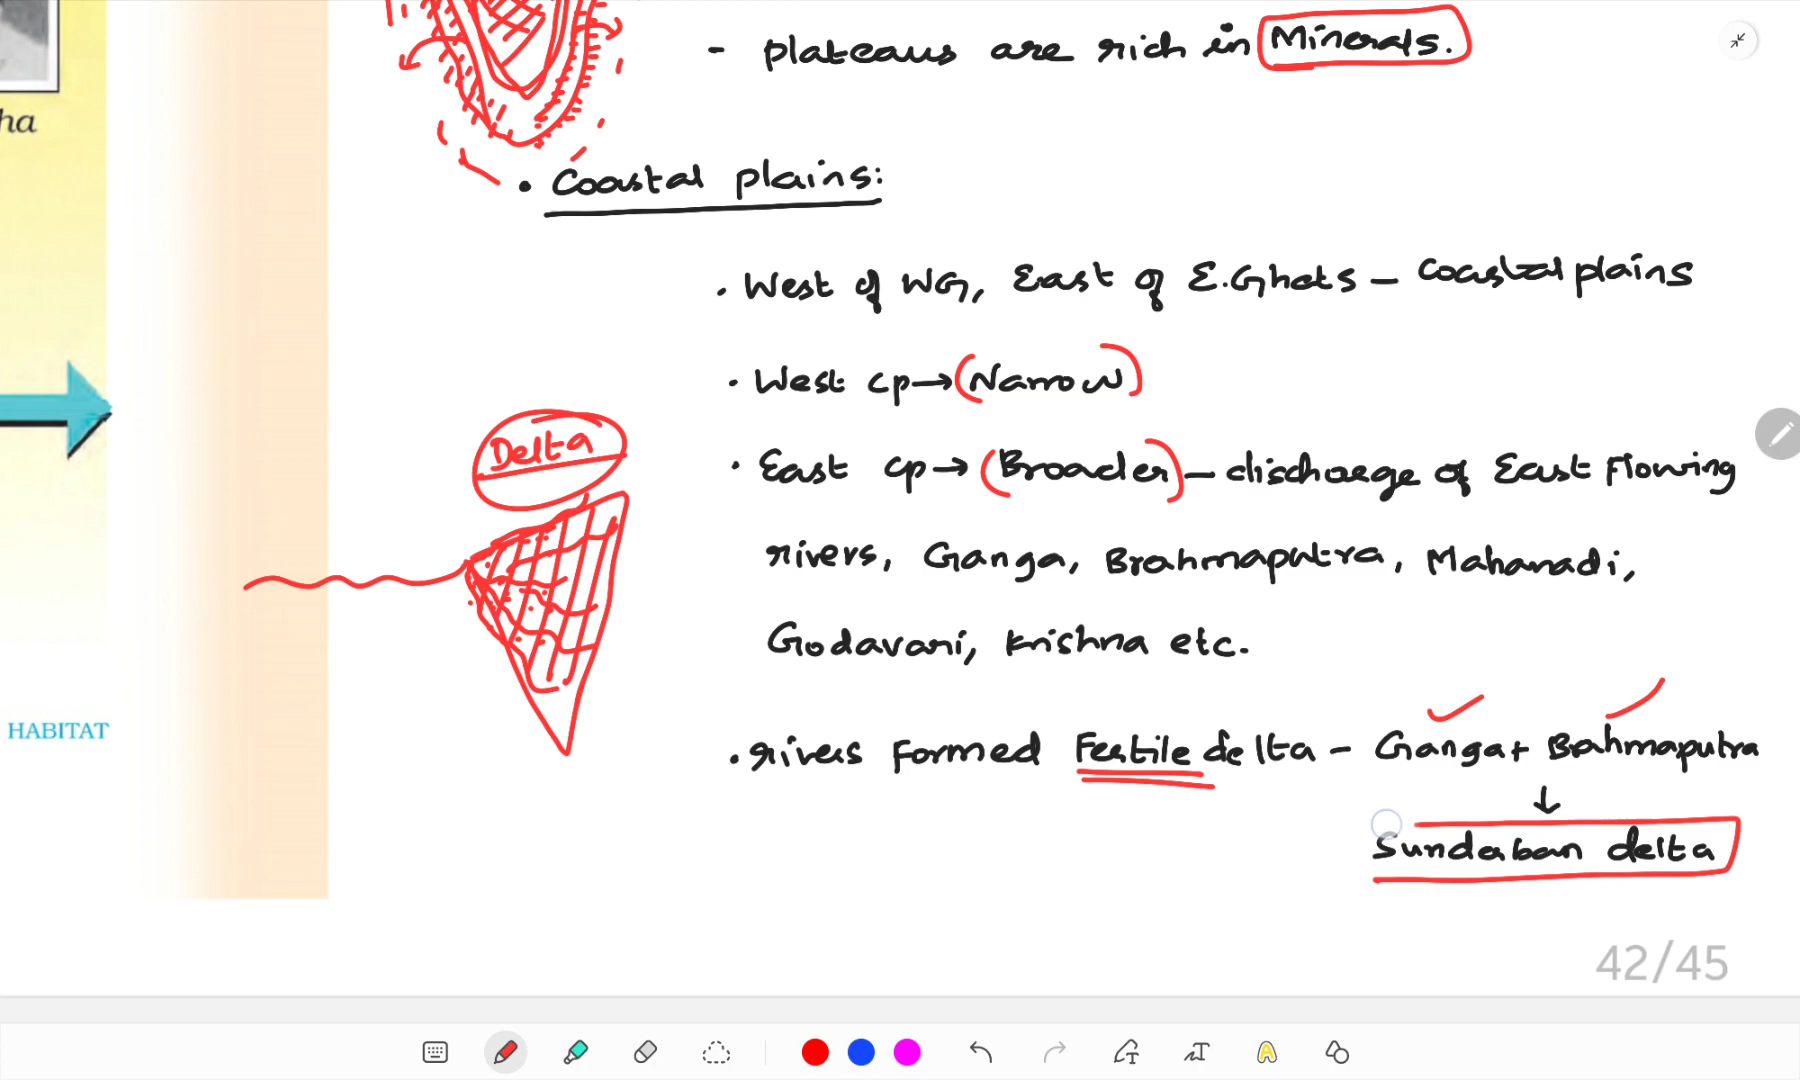 - plateaus are rich in Minerals.
ha
• Coastal plains:
. West of WG, East of E.Ghats – Coastal plains
. West cp → (Narrow)
Delta
. East cp → (Broader) – discharge of East Flowing
rivers, Ganga, Brahmaputra, Mahanadi,
Godavari, Krishna etc.
HABITAT
. rivers Formed Fertile delta – Ganga + Bahmaputra
↓
Sundaban delta
42/45